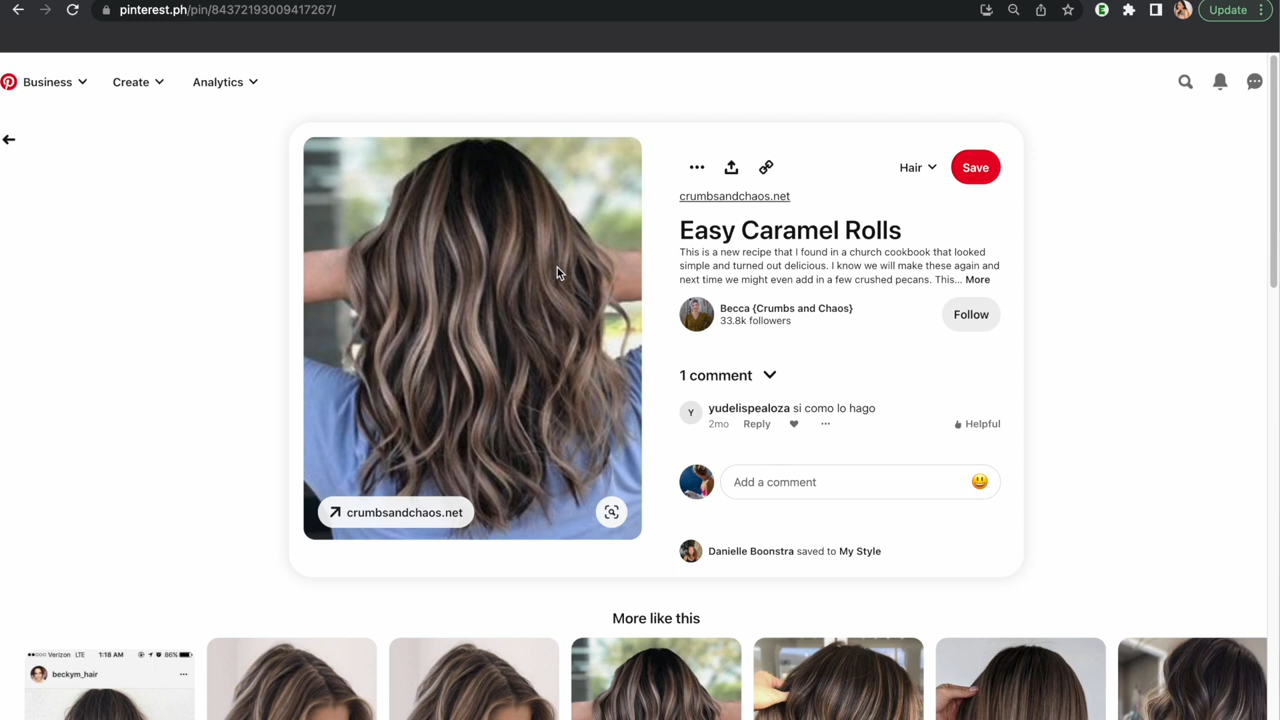 pinterest.ph/pin/84372193009417267/
Update
Business
Create
Analytics
Hair
Save
crumbsandchaos.net
Easy Caramel Rolls
This is a new recipe that I found in a church cookbook that looked
simple and turned out delicious. I know we will make these again and
next time we might even add in a few crushed pecans. This... More
Becca {Crumbs and Chaos}
33.8k followers
Follow
1 comment
Y
yudelispealoza si como lo hago
2mo Reply
Helpful
Add a comment
crumbsandchaos.net
Danielle Boonstra saved to My Style
More like this
Verizon LTE 1:18 AM 86%
beckym_hair